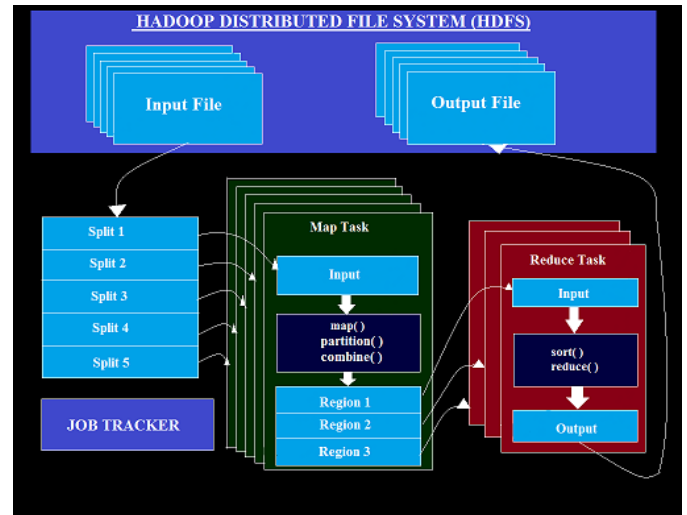 HADOOP DISTRIBUTED FILE SYSTEM (HDFS)
Input File
Output File
Split 1
Split 2
Split 3
Split 4
Split 5
JOB TRACKER
Map Task
Input
map( )
partition( )
combine( )
Region 1
Region 2
Region 3
Reduce Task
Input
sort( )
reduce( )
Output